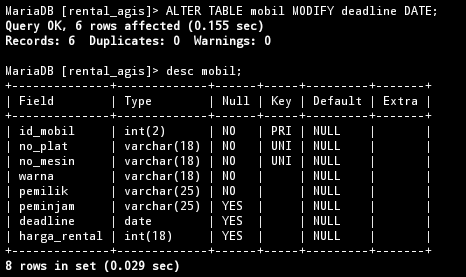 MariaDB [rental_agis]> ALTER TABLE mobil MODIFY deadline DATE;
Query OK, 6 rows affected (0.155 sec)
Records: 6  Duplicates: 0  Warnings: 0

MariaDB [rental_agis]> desc mobil;
+--------------+-------------+------+-----+---------+-------+
| Field        | Type        | Null | Key | Default | Extra |
+--------------+-------------+------+-----+---------+-------+
| id_mobil     | int(2)      | NO   | PRI | NULL    |       |
| no_plat      | varchar(18) | NO   | UNI | NULL    |       |
| no_mesin     | varchar(18) | NO   | UNI | NULL    |       |
| warna        | varchar(18) | NO   |     | NULL    |       |
| pemilik      | varchar(25) | NO   |     | NULL    |       |
| peminjam     | varchar(25) | YES  |     | NULL    |       |
| deadline     | date        | YES  |     | NULL    |       |
| harga_rental | int(18)     | YES  |     | NULL    |       |
+--------------+-------------+------+-----+---------+-------+
8 rows in set (0.029 sec)